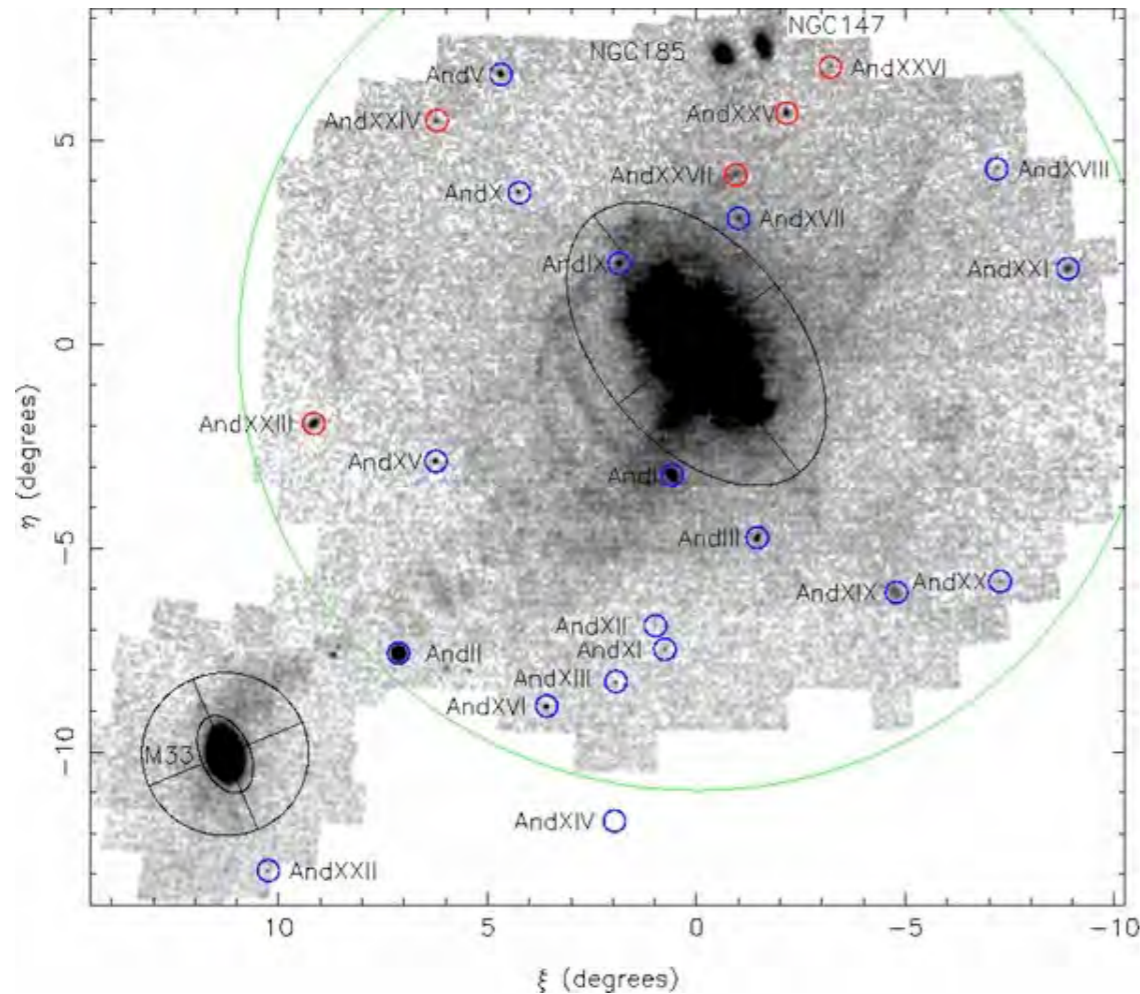 NGC147
NGC185
AndV
AndXXVI
AndXXIV
AndXXV
AndXXVII
AndXVIII
AndX
AndXVII
AndIX
AndXXI
AndXXIII
AndXV
AndI
AndIII
AndXIX
AndXX
AndXII
AndXI
AndII
AndXIII
AndXVI
M33
AndXIV
AndXXII
5
0
−5
−10
η (degrees)
10
5
0
−5
−10
ξ (degrees)